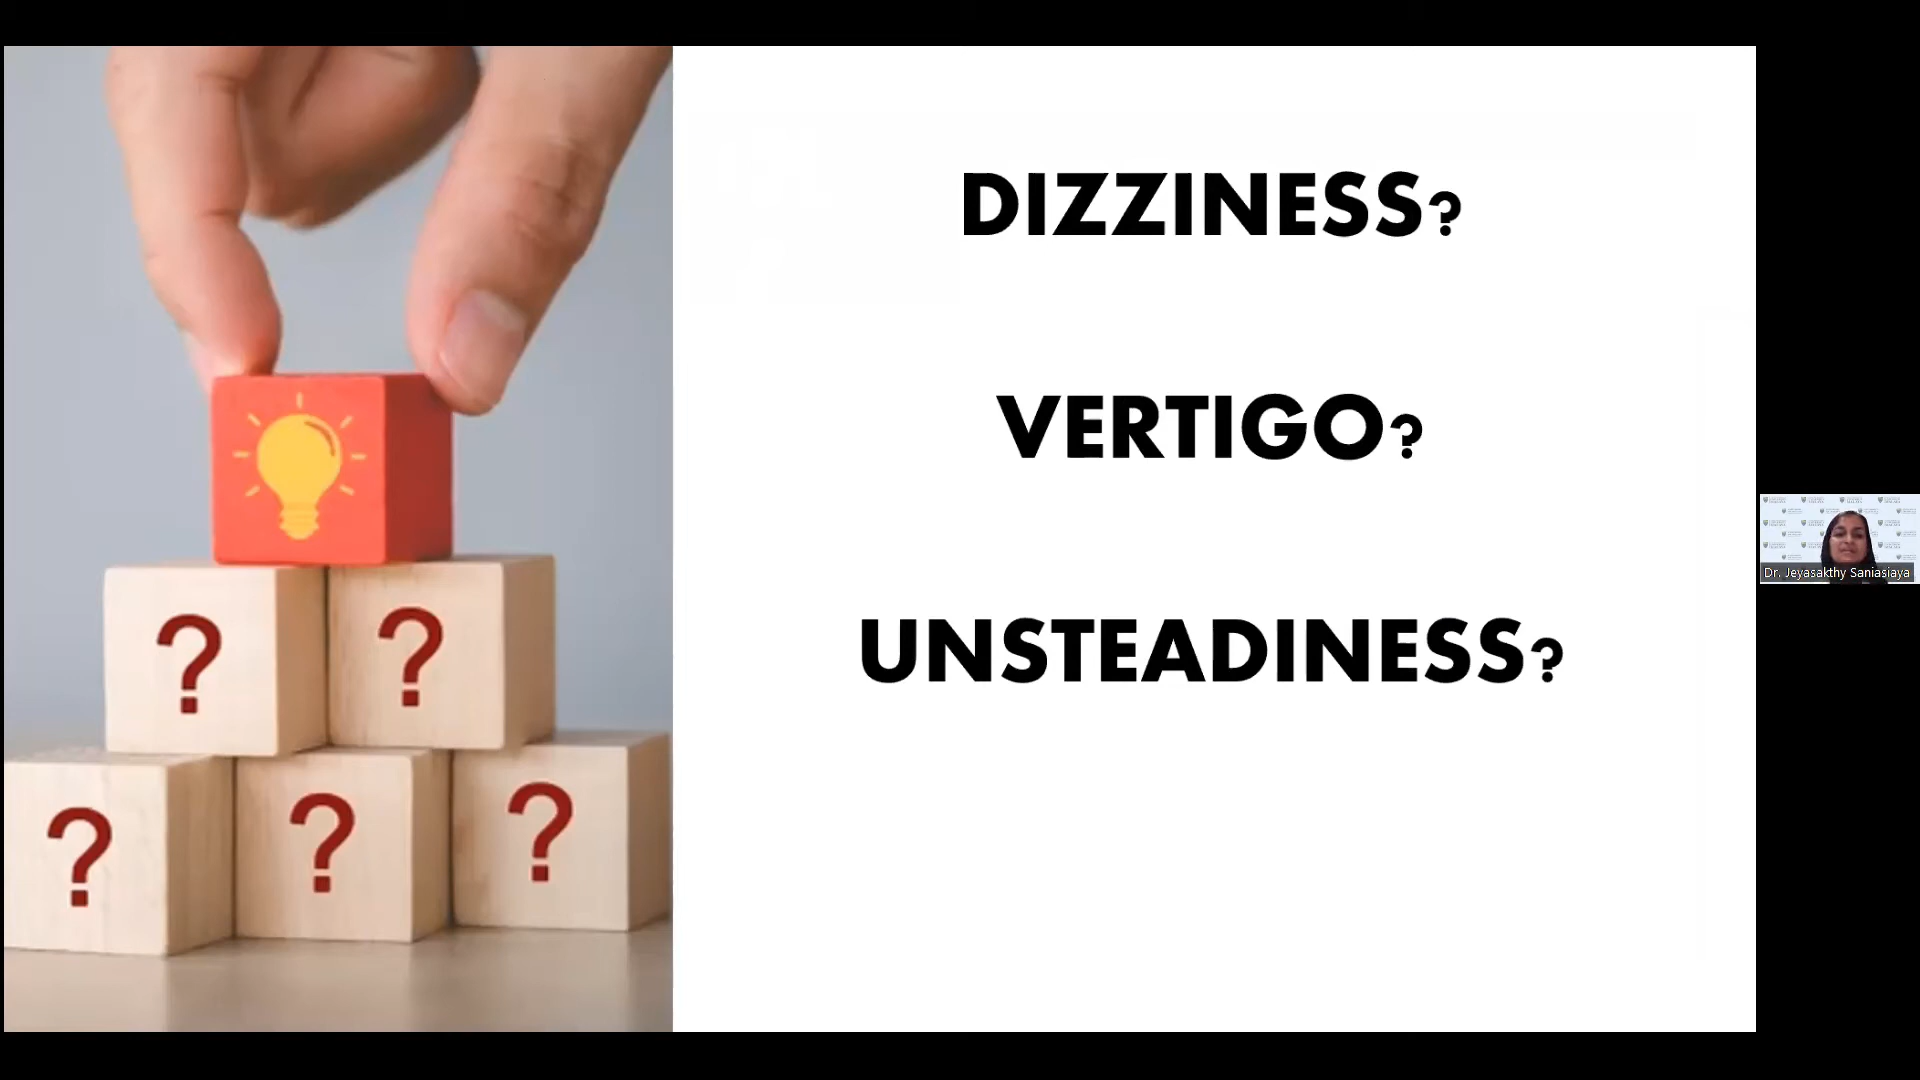 DIZZINESS?
VERTIGO?
UNSTEADINESS?
?
?
?
?
?
Dr. Jeyasakthy Saniasiaya